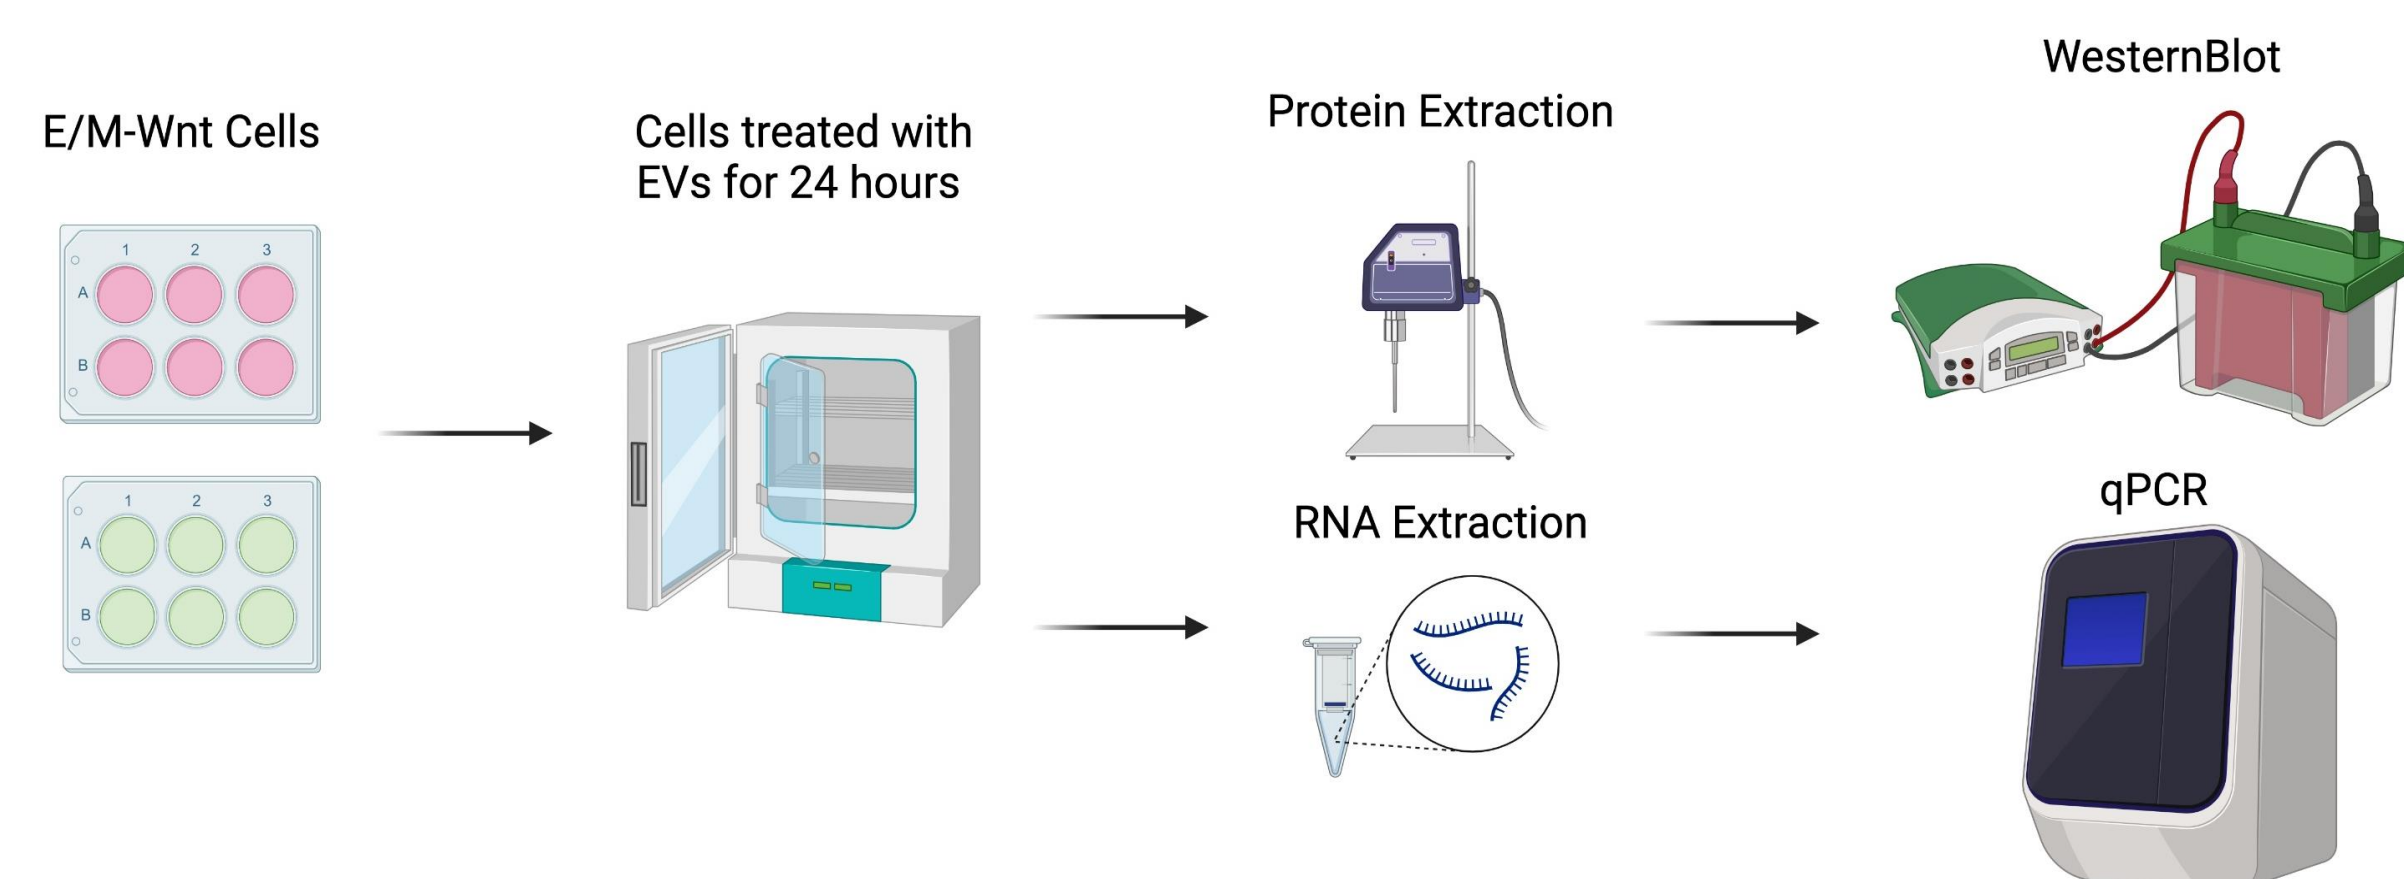 E/M-Wnt Cells
1 2 3
A
B
1 2 3
A
B
Cells treated with
EVs for 24 hours
Protein Extraction
WesternBlot
RNA Extraction
qPCR